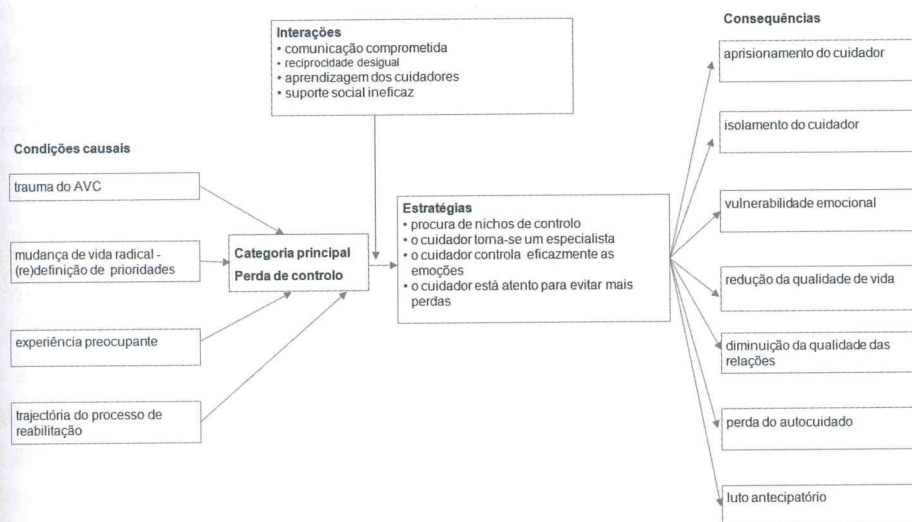 Interações
• comunicação comprometida
• reciprocidade desigual
• aprendizagem dos cuidadores
• suporte social ineficaz
Condições causais
trauma do AVC
mudança de vida radical -
(re)definição de prioridades
experiência preocupante
trajectória do processo de
reabilitação
Categoria principal
Perda de controlo
Estratégias
• procura de nichos de controlo
• o cuidador torna-se um especialista
• o cuidador controla eficazmente as
emoções
• o cuidador está atento para evitar mais
perdas
Consequências
aprisionamento do cuidador
isolamento do cuidador
vulnerabilidade emocional
redução da qualidade de vida
diminuição da qualidade das
relações
perda do autocuidado
luto antecipatório